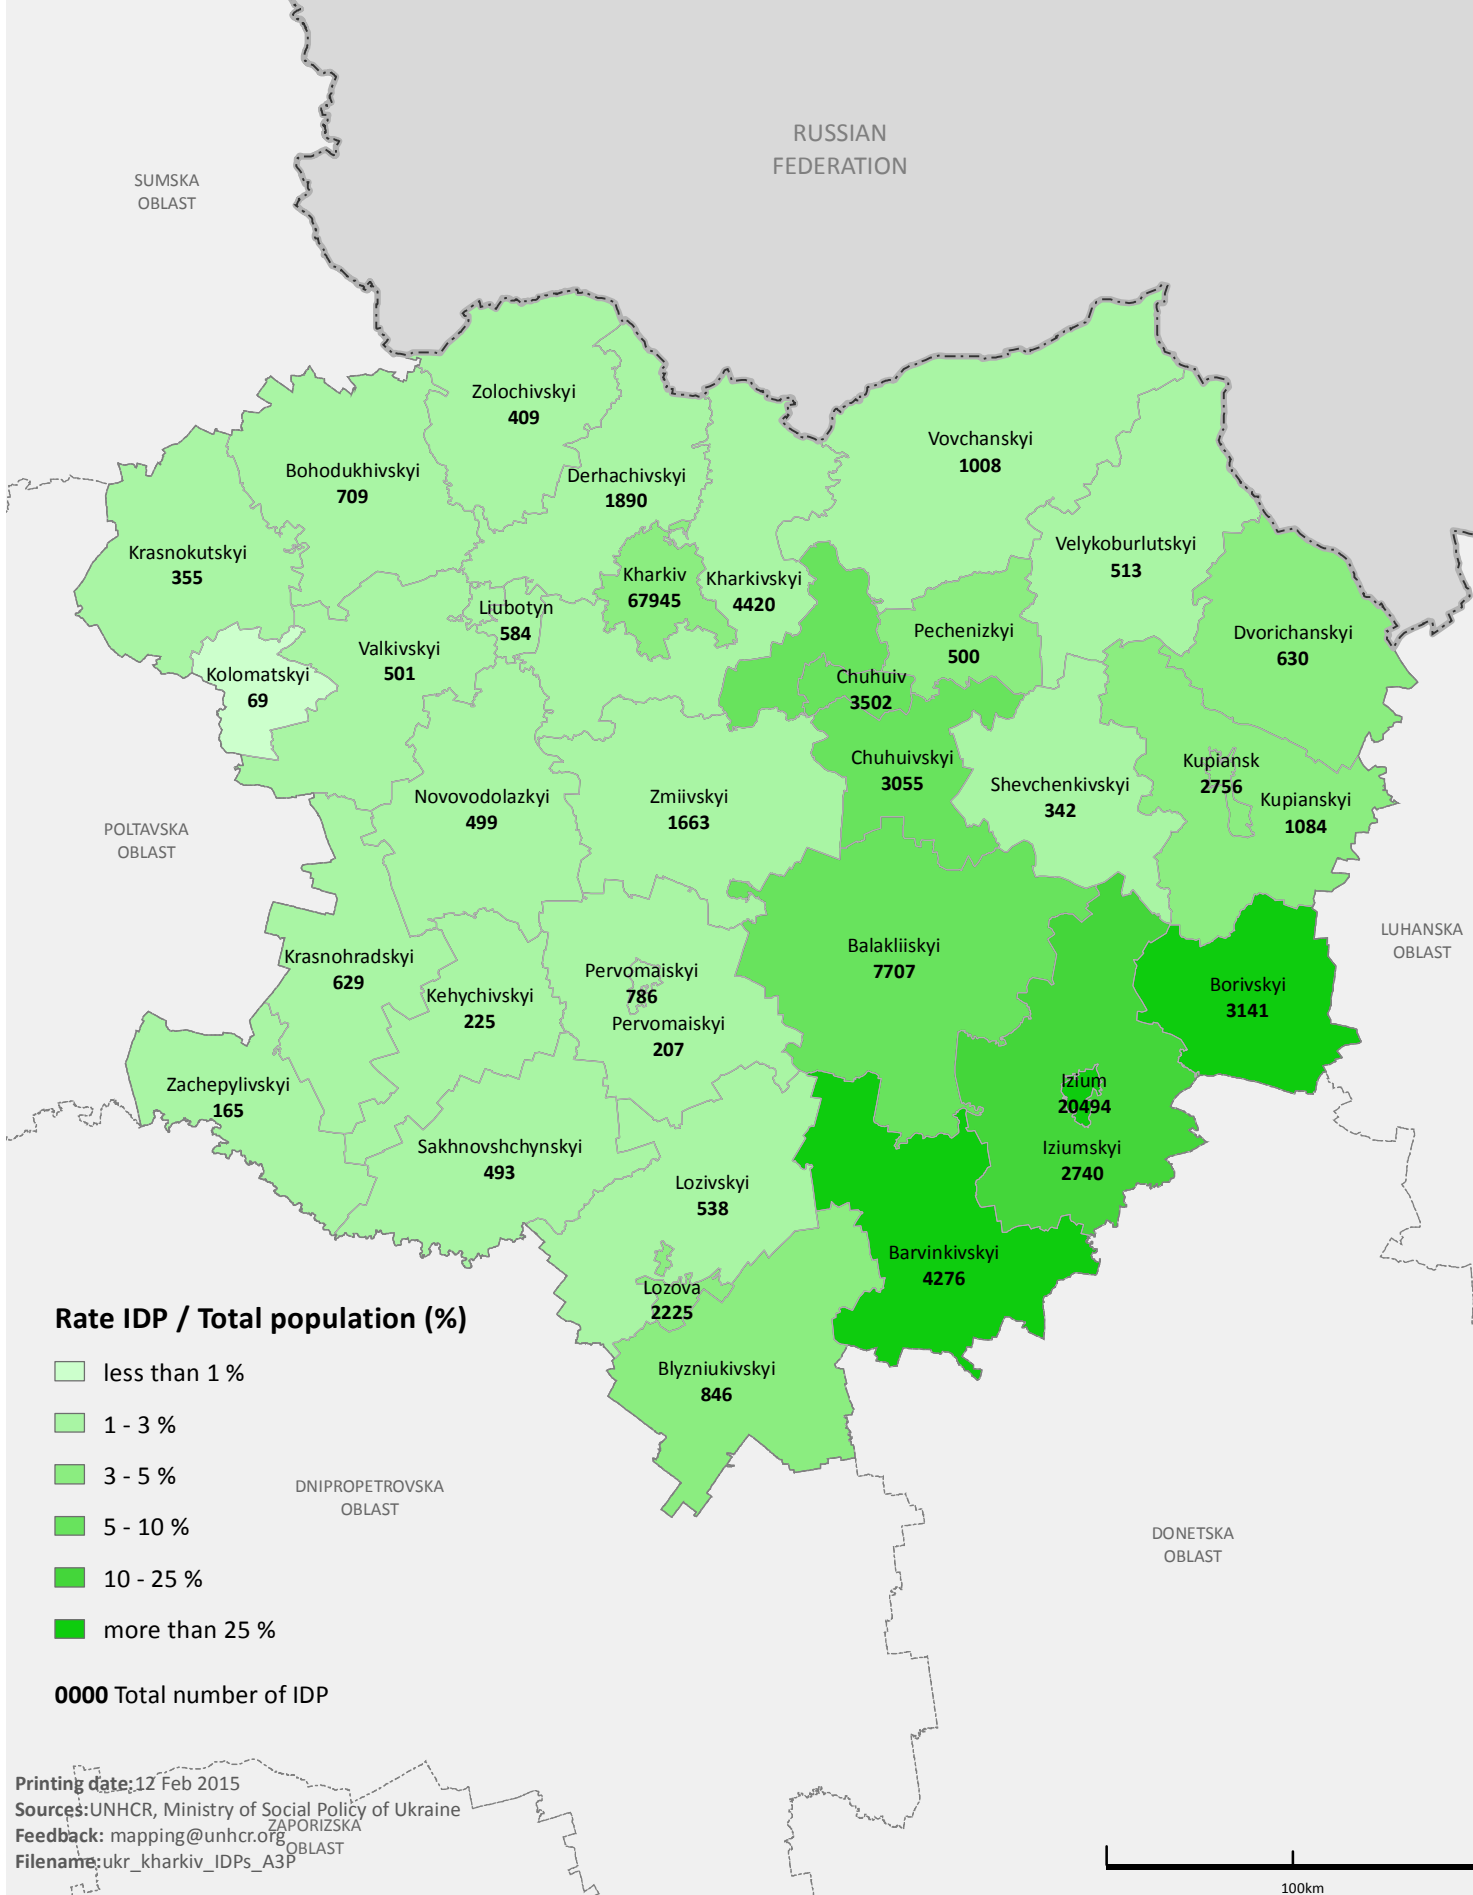 RUSSIAN
FEDERATION
SUMSKA
OBLAST
Zolochivskyi
409
Vovchanskyi
1008
Bohodukhivskyi
709
Derhachivskyi
1890
Krasnokutskyi
355
Velykoburlutskyi
513
Kharkiv
67945
Kharkivskyi
4420
Liubotyn
584
Pechenizkyi
500
Dvorichanskyi
630
Valkivskyi
501
Kolomatskyi
69
Chuhuiv
3502
Chuhuivskyi
3055
Kupiansk
2756
Shevchenkivskyi
342
Kupianskyi
1084
Novovodolazkyi
499
Zmiivskyi
1663
POLTAVSKA
OBLAST
LUHANSKA
OBLAST
Balakliiskyi
7707
Krasnohradskyi
629
Pervomaiskyi
786
Kehychivskyi
225
Borivskyi
3141
Pervomaiskyi
207
Zachepylivskyi
165
Izium
20494
Sakhnovshchynskyi
493
Iziumskyi
2740
Lozivskyi
538
Barvinkivskyi
4276
Lozova
2225
Blyzniukivskyi
846
Rate IDP / Total population (%)
less than 1 %
1 - 3 %
3 - 5 %
5 - 10 %
10 - 25 %
more than 25 %
0000 Total number of IDP
DNIPROPETROVSKA
OBLAST
DONETSKA
OBLAST
Printing date:12 Feb 2015
Sources:UNHCR, Ministry of Social Policy of Ukraine
Feedback: mapping@unhcr.org
Filename:ukr_kharkiv_IDPs_A3P
ZAPORIZSKA
OBLAST
100km